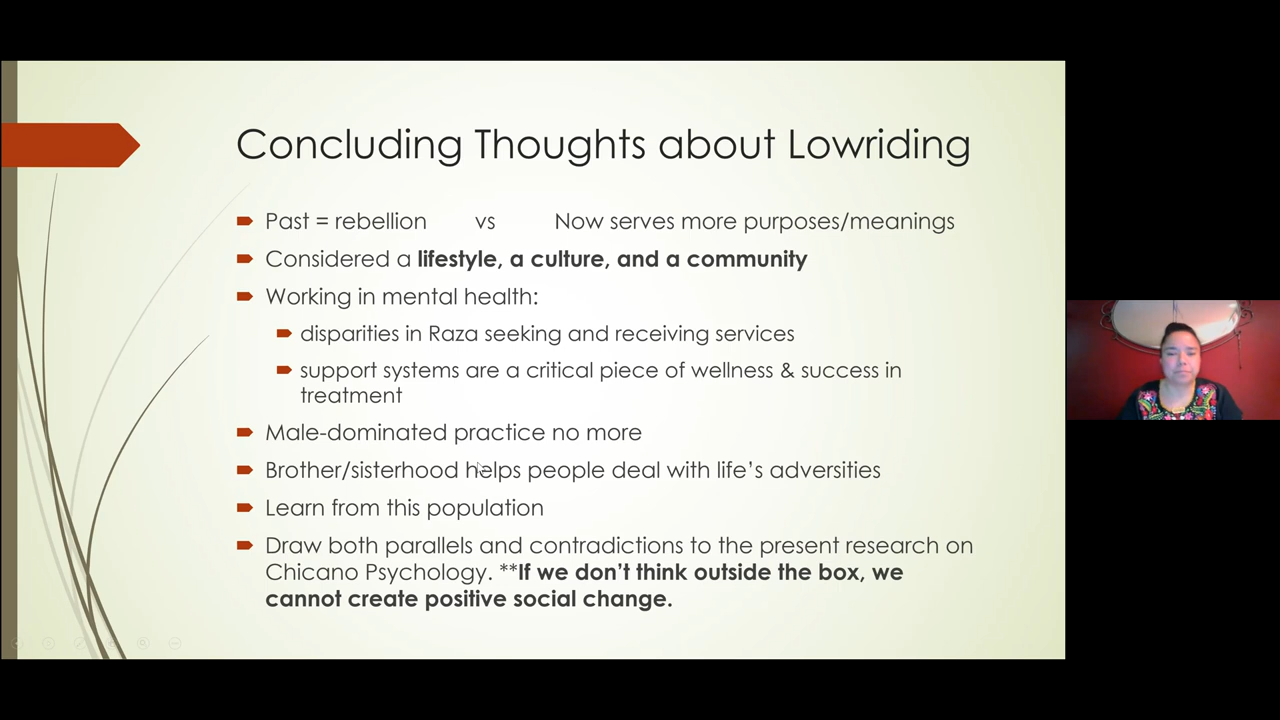 Concluding Thoughts about Lowriding
Past = rebellion vs Now serves more purposes/meanings
Considered a lifestyle, a culture, and a community
Working in mental health:
disparities in Raza seeking and receiving services
support systems are a critical piece of wellness & success in
treatment
Male-dominated practice no more
Brother/sisterhood helps people deal with life’s adversities
Learn from this population
Draw both parallels and contradictions to the present research on
Chicano Psychology. **If we don’t think outside the box, we
cannot create positive social change.